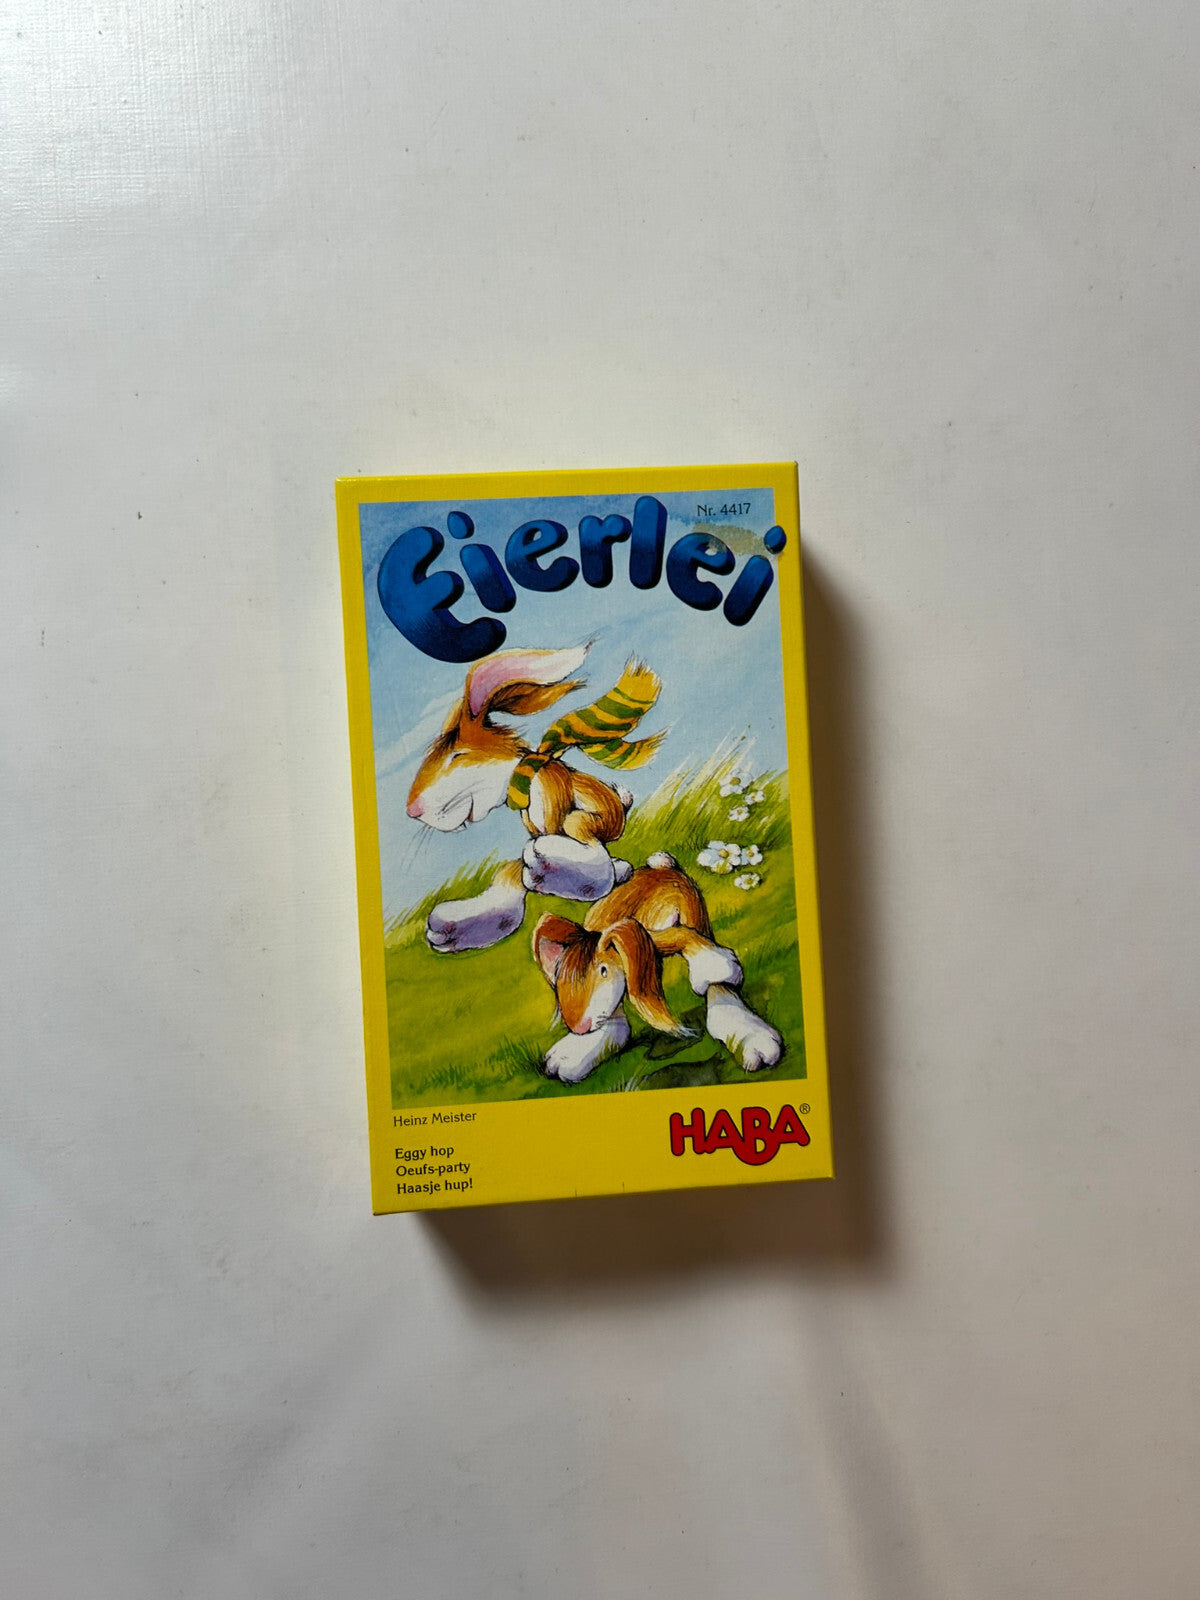 Nr. 4417
Eierlei
Heinz Meister
HABA®
Eggy hop
Oeufs-party
Haasje hup!